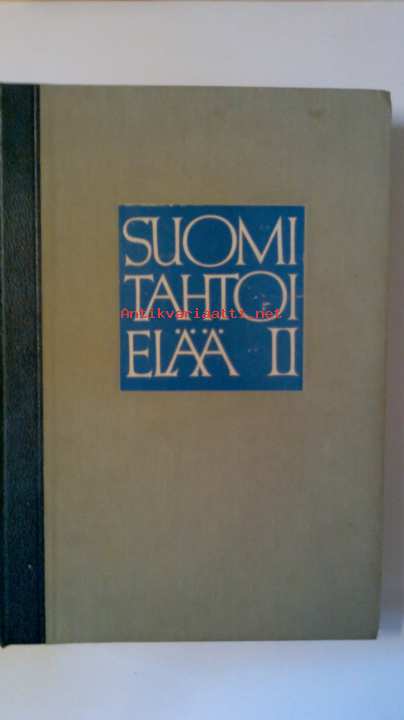 SUOMI
TAHTOI
Antikvariaatti.net
ELÄÄ II